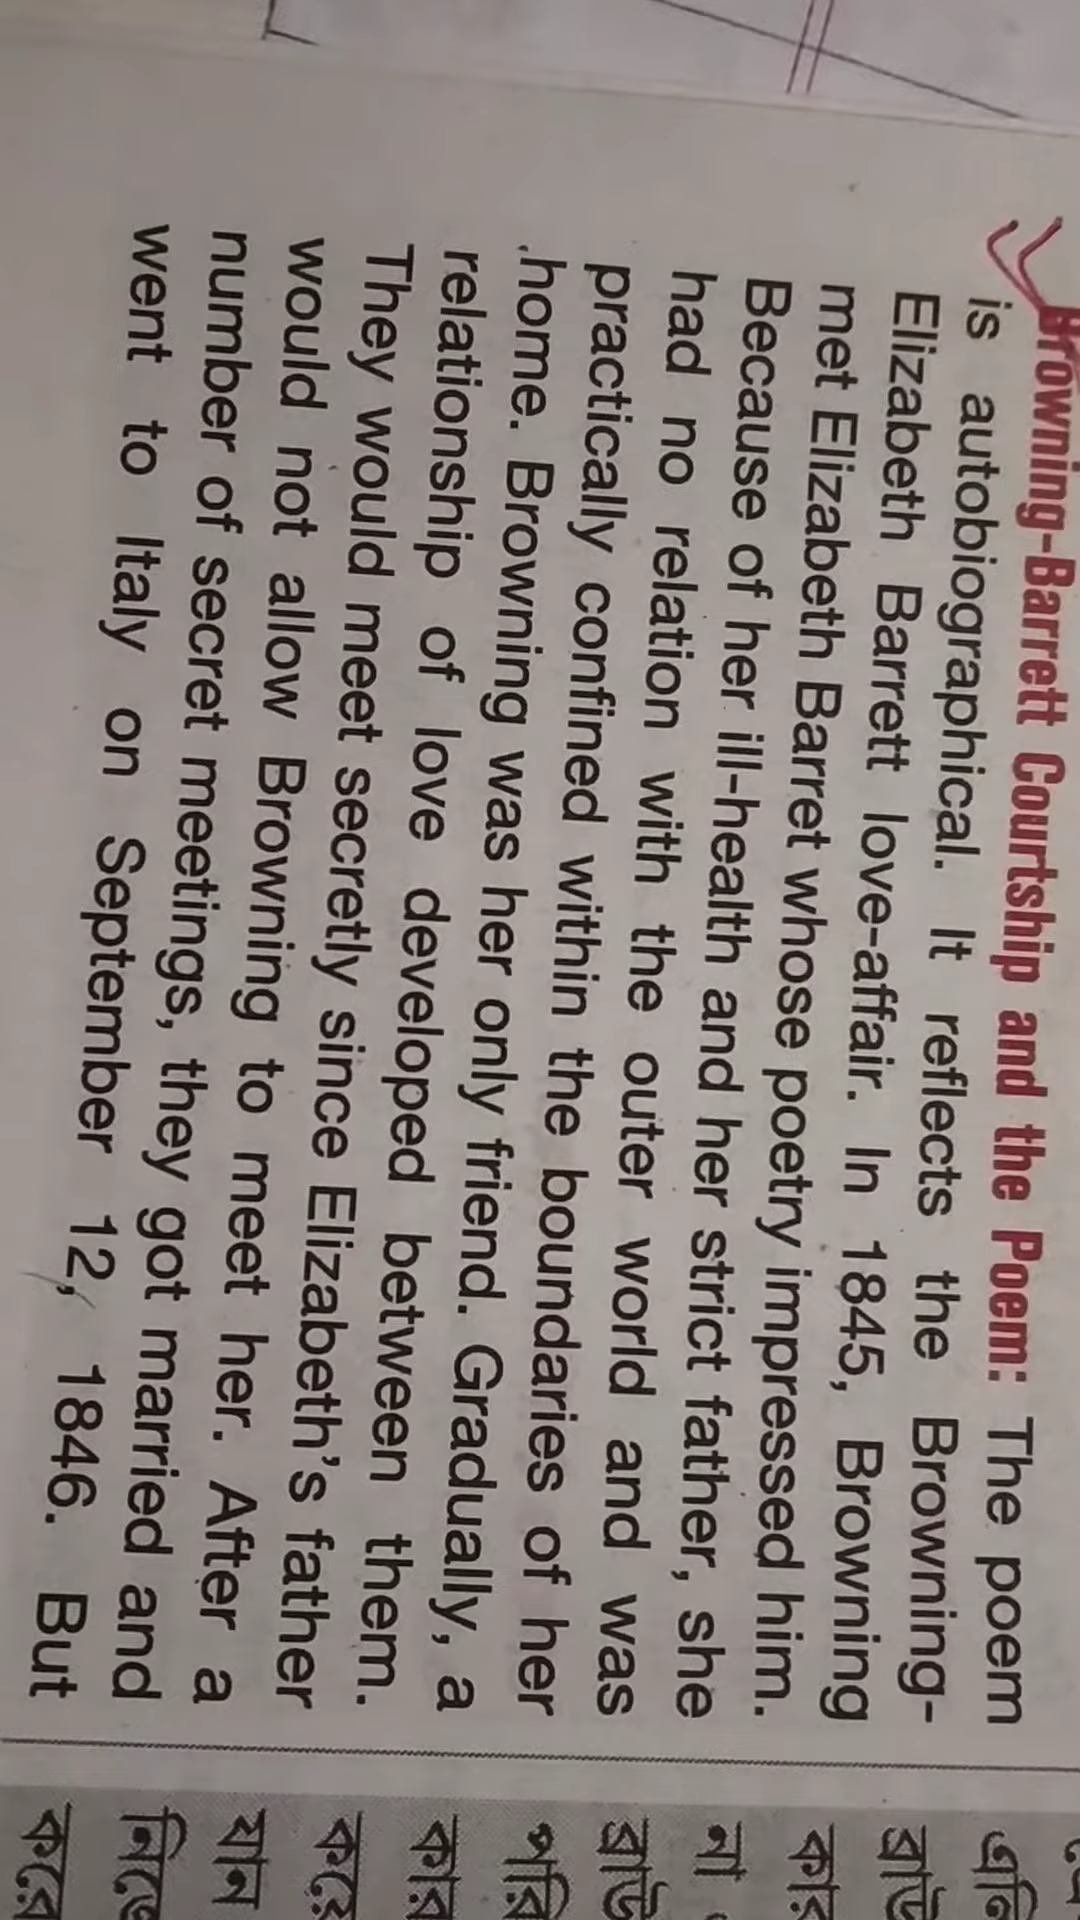 Browning-Barrett Courtship and the Poem: The poem
is autobiographical. It reflects the Browning-
Elizabeth Barrett love-affair. In 1845, Browning
met Elizabeth Barret whose poetry impressed him.
Because of her ill-health and her strict father, she
had no relation with the outer world and was
practically confined within the boundaries of her
home. Browning was her only friend. Gradually, a
relationship of love developed between them.
They would meet secretly since Elizabeth's father
would not allow Browning to meet her. After a
number of secret meetings, they got married and
went to Italy on September 12, 1846. But
এলি
ব্রাউ
কার
না
ব্রাউ
পরি
কার
করে
যান
নিতে
করে